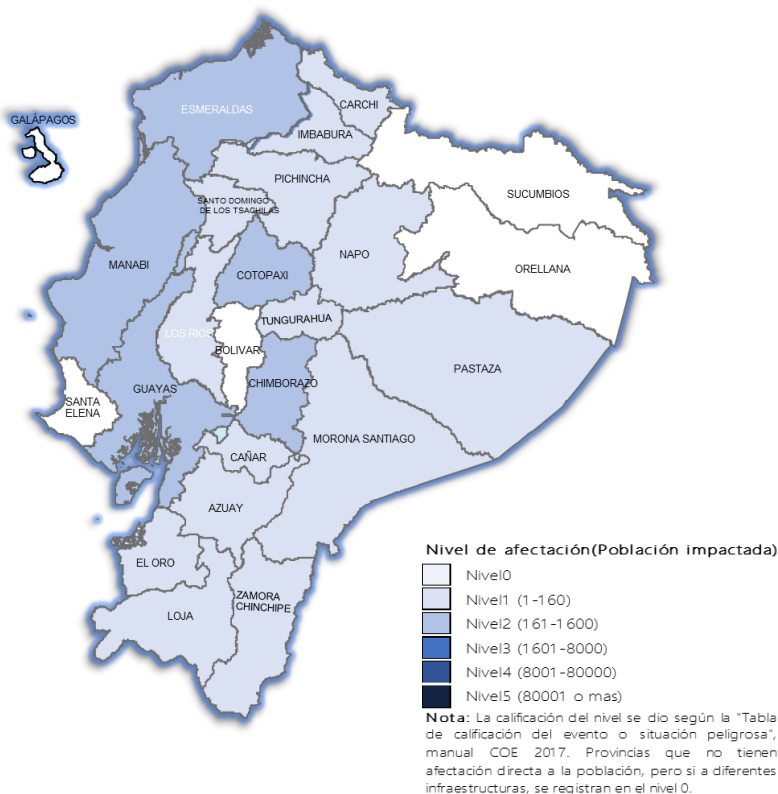 ESMERALDAS
CARCHI
GALÁPAGOS
IMBABURA
PICHINCHA
SUCUMBIOS
SANTO DOMINGO
DE LOS TSACHILAS
NAPO
MANABI
ORELLANA
COTOPAXI
TUNGURAHUA
LOS RIOS
BOLIVAR
PASTAZA
CHIMBORAZO
GUAYAS
SANTA
ELENA
MORONA SANTIAGO
CAÑAR
AZUAY
EL ORO
ZAMORA
CHINCHIPE
LOJA
Nivel de afectación(Población impactada)
Nivel0
Nivel1 (1-160)
Nivel2 (161-1600)
Nivel3 (1601-8000)
Nivel4 (8001-80000)
Nivel5 (80001 o mas)
Nota: La calificación del nivel se dio según la "Tabla
de calificación del evento o situación peligrosa",
manual COE 2017. Provincias que no tienen
afectación directa a la población, pero si a diferentes
infraestructuras, se registran en el nivel 0.